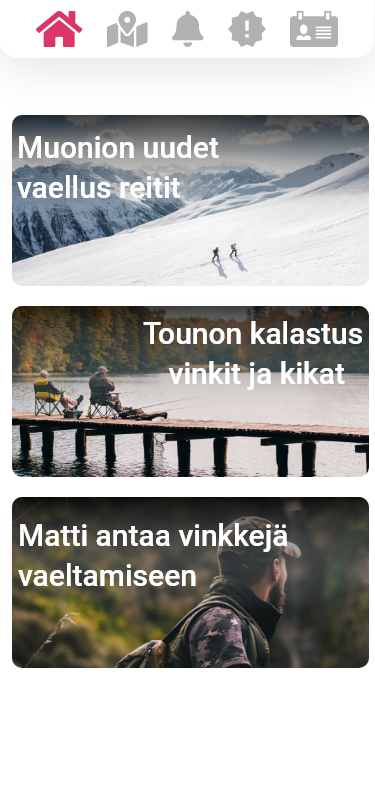 Muonion uudet
vaellus reitit
Tounon kalastus
vinkit ja kikat
Matti antaa vinkkejä
vaeltamiseen